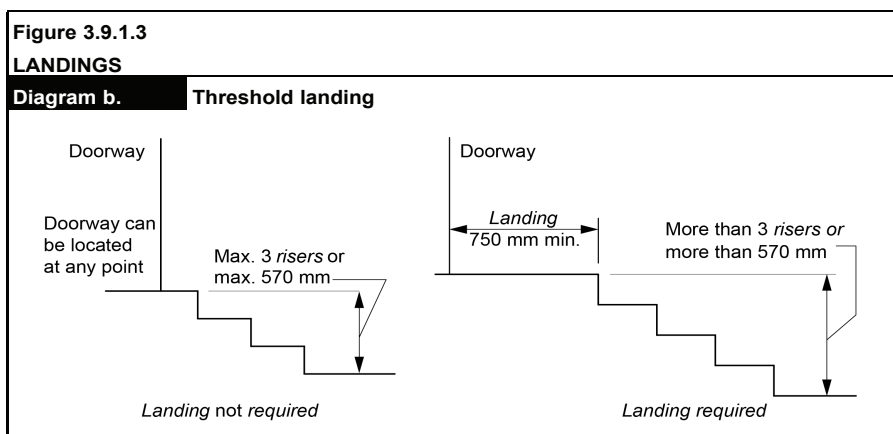 Figure 3.9.1.3
LANDINGS
Diagram b. Threshold landing
Doorway
Doorway can
be located
at any point
Max. 3 risers or
max. 570 mm
Landing not required
Doorway
Landing
750 mm min.
More than 3 risers or
more than 570 mm
Landing required